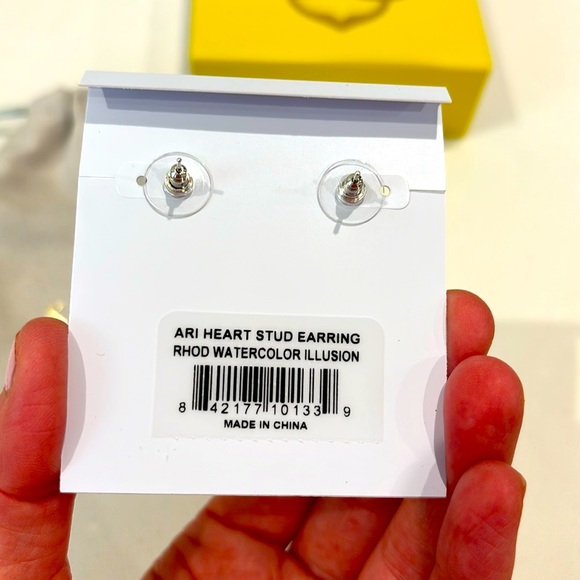 ARI HEART STUD EARRING
RHOD WATERCOLOR ILLUSION
8 42177 10133 9
MADE IN CHINA